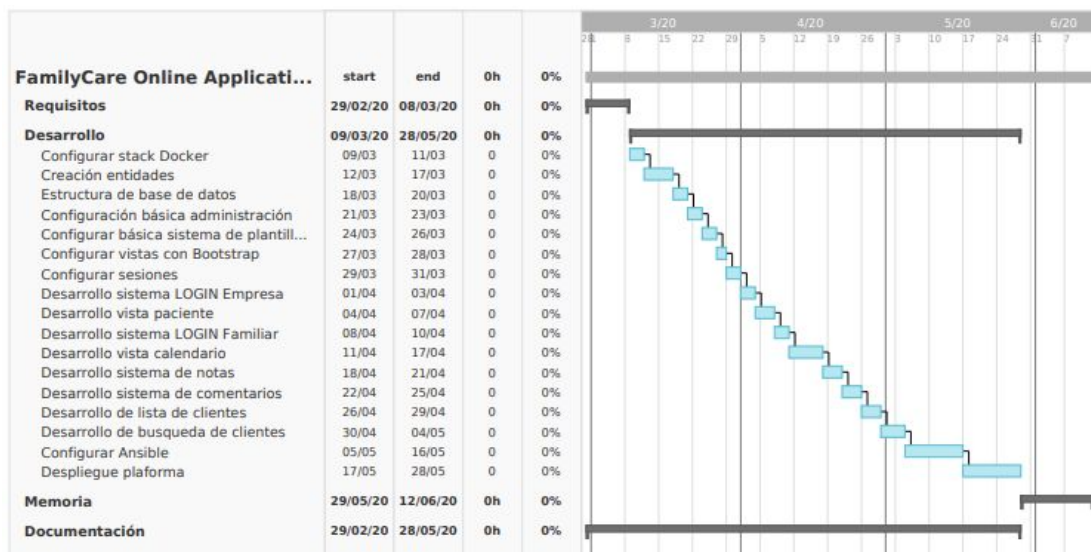 3/20 4/20 5/20 6/20
8 15 22 29 5 12 19 26 3 10 17 24 31 7
FamilyCare Online Applicati... start end 0h 0%
Requisitos 29/02/20 08/03/20 0h 0%
Desarrollo 09/03/20 28/05/20 0h 0%
Configurar stack Docker 09/03 11/03 0 0%
Creación entidades 12/03 17/03 0 0%
Estructura de base de datos 18/03 20/03 0 0%
Configuración básica administración 21/03 23/03 0 0%
Configurar básica sistema de plantill... 24/03 26/03 0 0%
Configurar vistas con Bootstrap 27/03 28/03 0 0%
Configurar sesiones 29/03 31/03 0 0%
Desarrollo sistema LOGIN Empresa 01/04 03/04 0 0%
Desarrollo vista paciente 04/04 07/04 0 0%
Desarrollo sistema LOGIN Familiar 08/04 10/04 0 0%
Desarrollo vista calendario 11/04 17/04 0 0%
Desarrollo sistema de notas 18/04 21/04 0 0%
Desarrollo sistema de comentarios 22/04 25/04 0 0%
Desarrollo de lista de clientes 26/04 29/04 0 0%
Desarrollo de busqueda de clientes 30/04 04/05 0 0%
Configurar Ansible 05/05 16/05 0 0%
Despliegue plaforma 17/05 28/05 0 0%
Memoria 29/05/20 12/06/20 0h 0%
Documentación 29/02/20 28/05/20 0h 0%